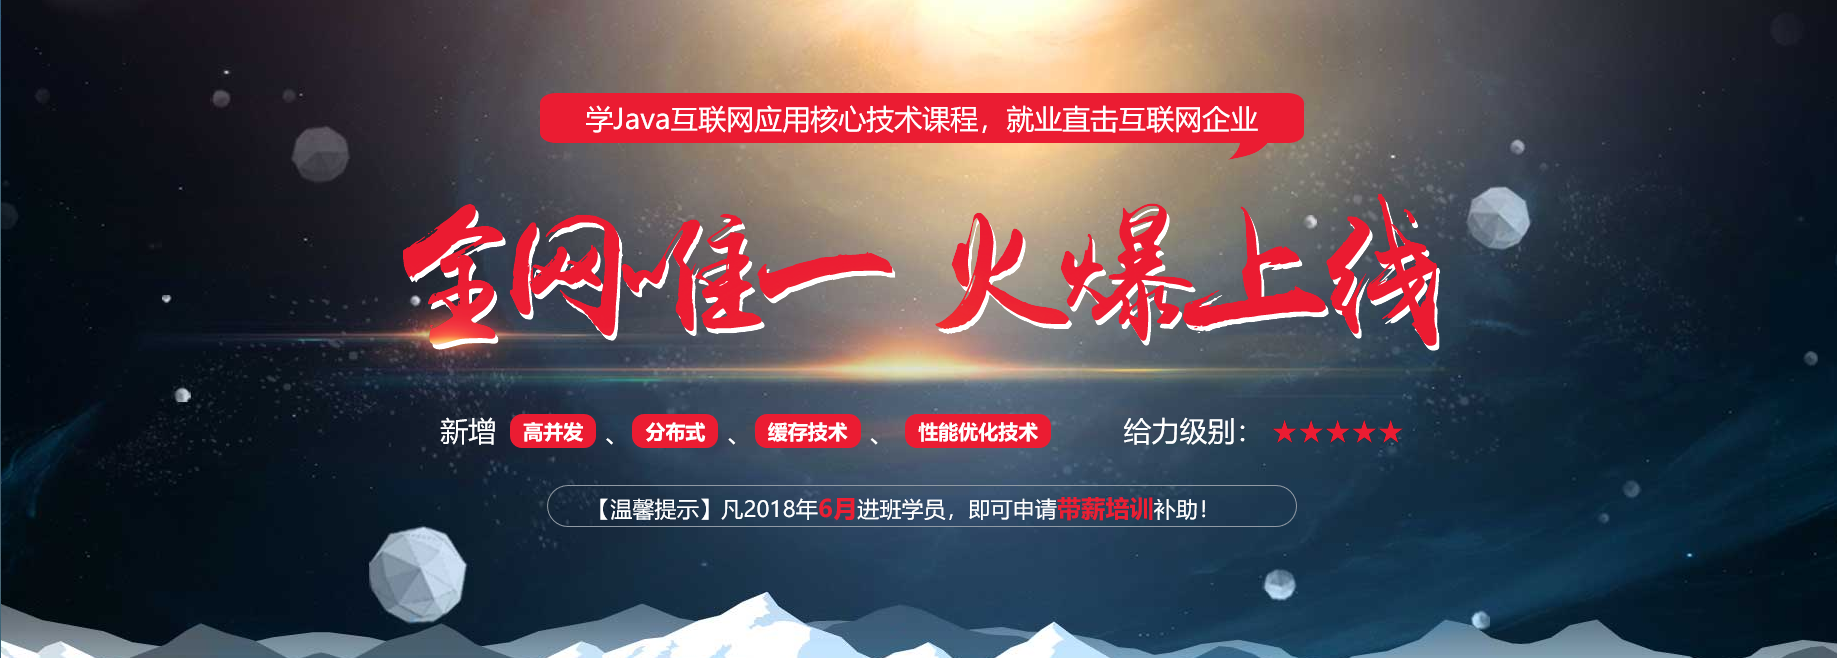 学Java互联网应用核心技术课程，就业直击互联网企业
全网唯一 火爆上线
新增 高并发 、 分布式 、 缓存技术 、 性能优化技术 给力级别： ★★★★★
【温馨提示】凡2018年6月进班学员，即可申请带薪培训补助！